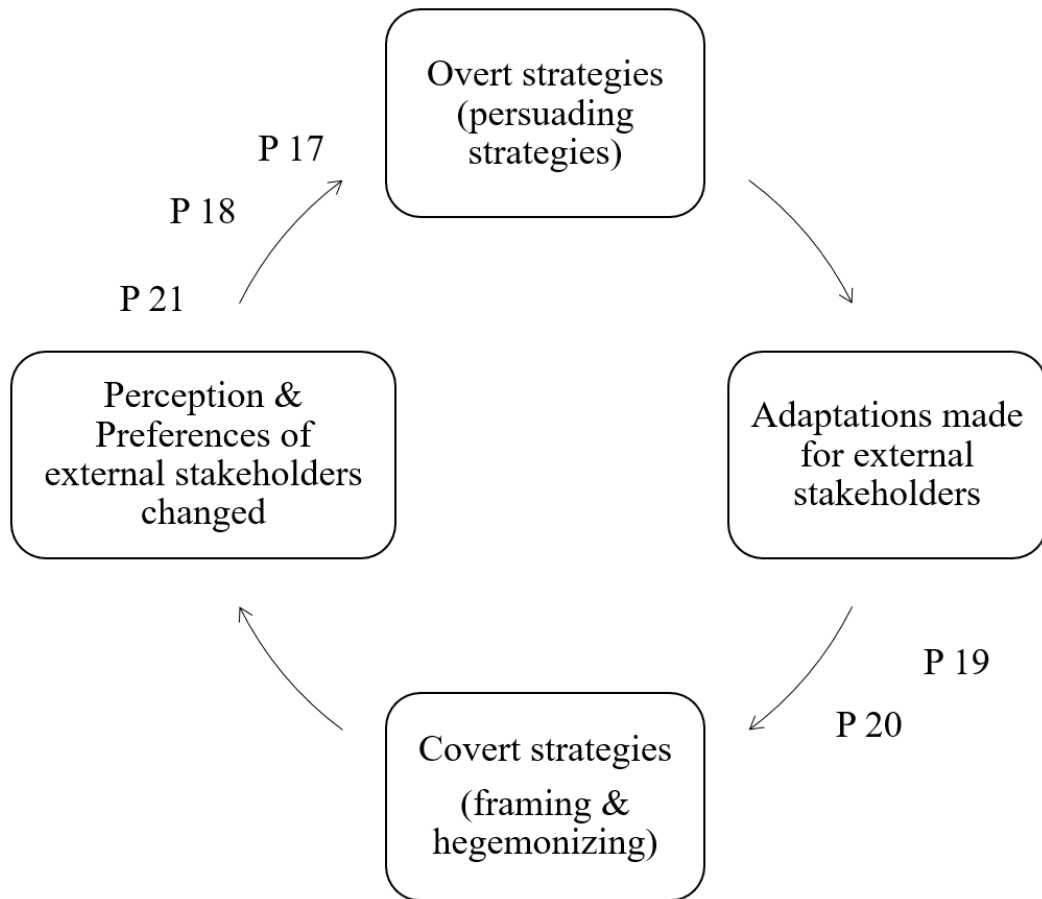 Overt strategies
(persuading
strategies)
P 17
P 18
P 21
Perception &
Preferences of
external stakeholders
changed
Adaptations made
for external
stakeholders
P 19
P 20
Covert strategies
(framing &
hegemonizing)